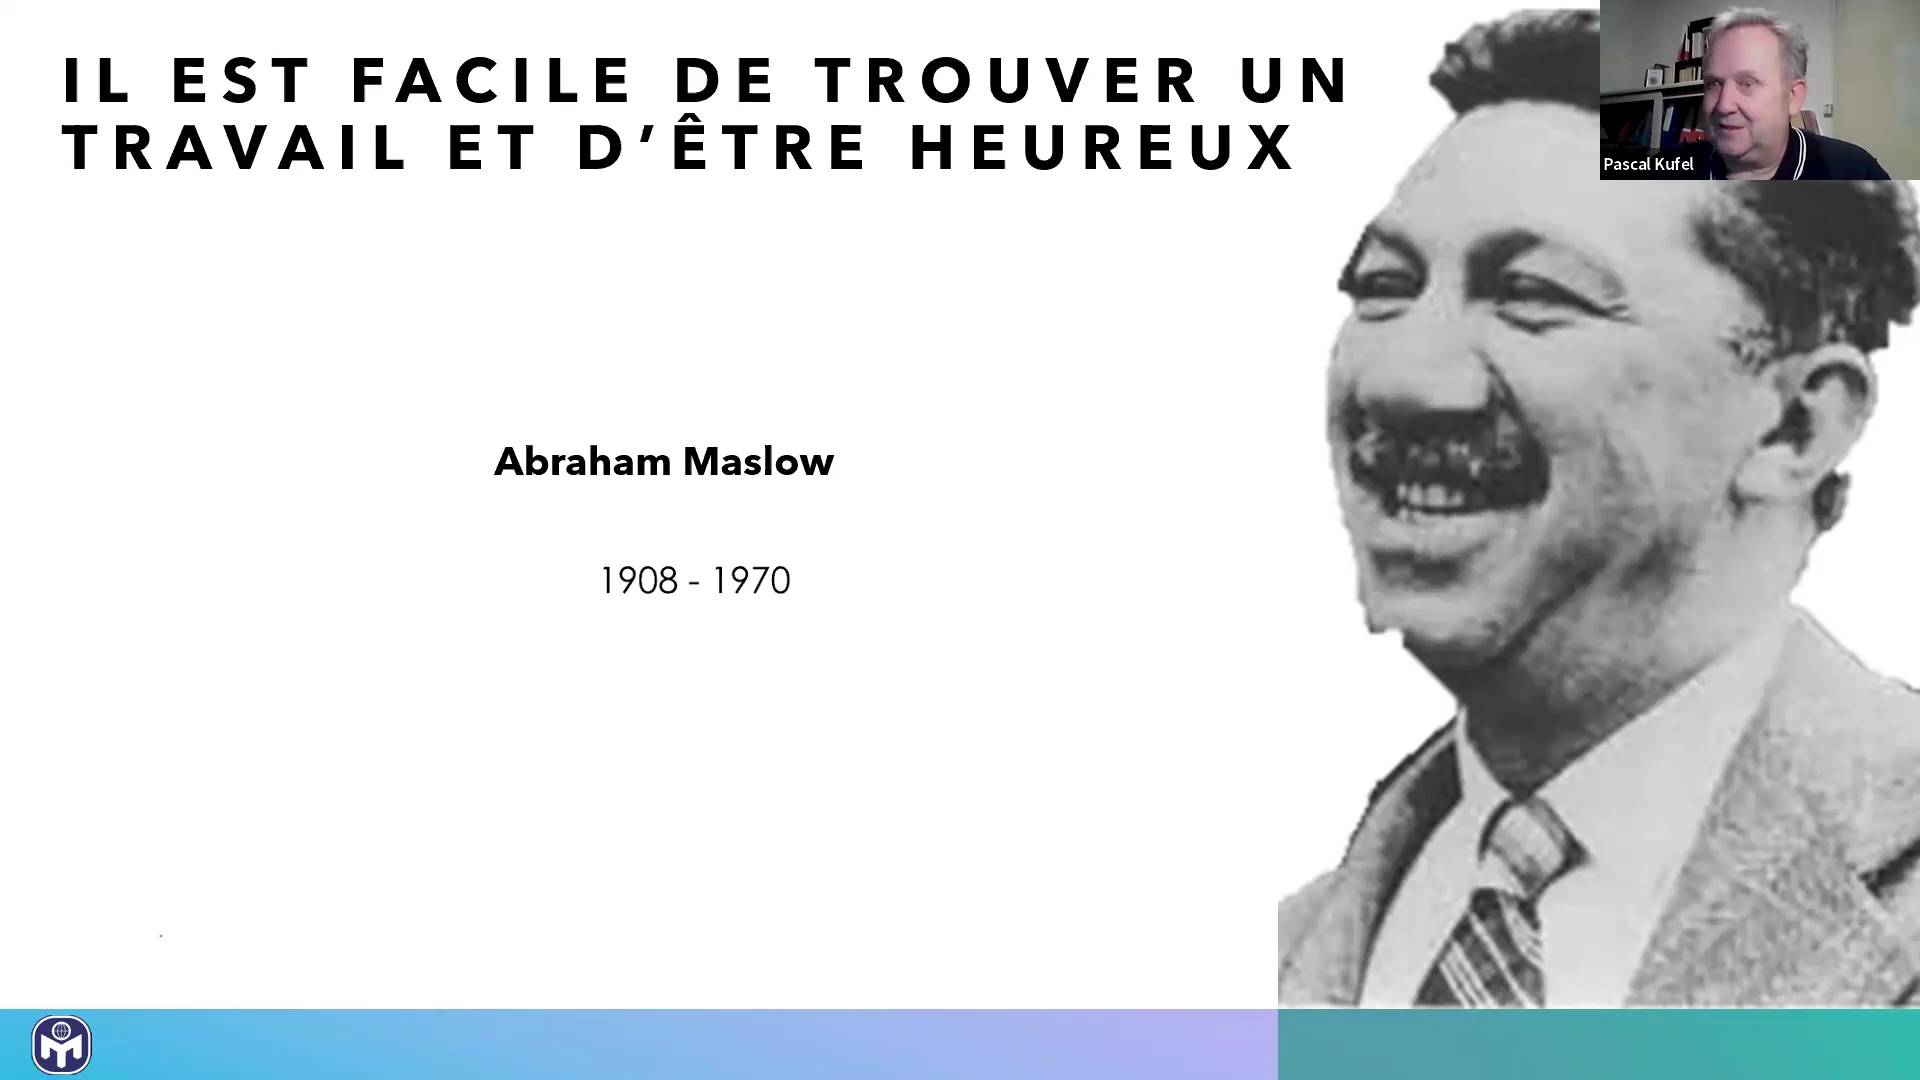 IL EST FACILE DE TROUVER UN
TRAVAIL ET D’ÊTRE HEUREUX
Pascal Kufel
Abraham Maslow
1908 - 1970